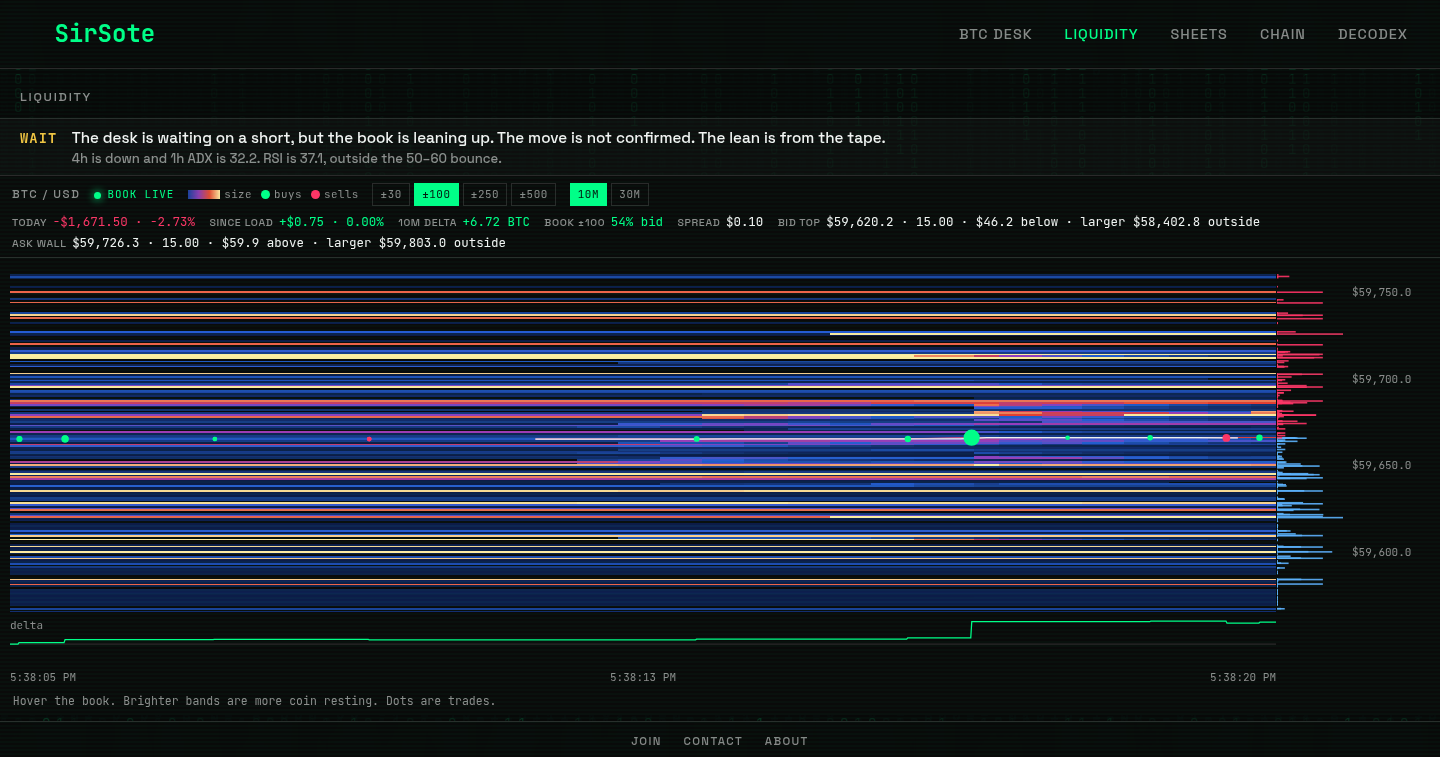 SirSote
BTC DESK LIQUIDITY SHEETS CHAIN DECODEX
LIQUIDITY
WAIT The desk is waiting on a short, but the book is leaning up. The move is not confirmed. The lean is from the tape.
4h is down and 1h ADX is 32.2. RSI is 37.1, outside the 50–60 bounce.
BTC / USD BOOK LIVE size buys sells ±30 ±100 ±250 ±500 10M 30M
TODAY -$1,671.50 · -2.73% SINCE LOAD +$0.75 · 0.00% 10M DELTA +6.72 BTC BOOK ±100 54% bid SPREAD $0.10 BID TOP $59,620.2 · 15.00 · $46.2 below · larger $58,402.8 outside
ASK WALL $59,726.3 · 15.00 · $59.9 above · larger $59,803.0 outside
$59,750.0
$59,700.0
$59,650.0
$59,600.0
delta
5:38:05 PM 5:38:13 PM 5:38:20 PM
Hover the book. Brighter bands are more coin resting. Dots are trades.
JOIN CONTACT ABOUT